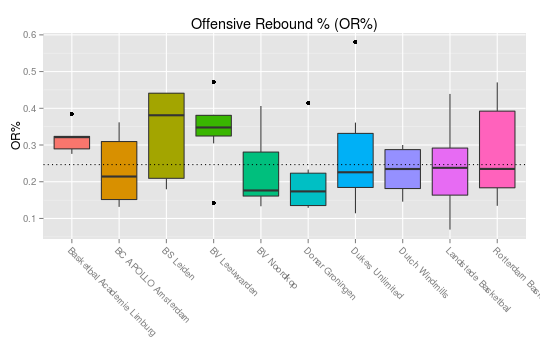 Offensive Rebound % (OR%)
OR%
0.6
0.5
0.4
0.3
0.2
0.1
Basketbal Academie Limburg
BC APOLLO Amsterdam
BS Leiden
BV Leeuwarden
BV Noordkop
Donar Groningen
Dukes Unlimited
Dutch Windmills
Landstede Basketbal
Rotterdam Bas